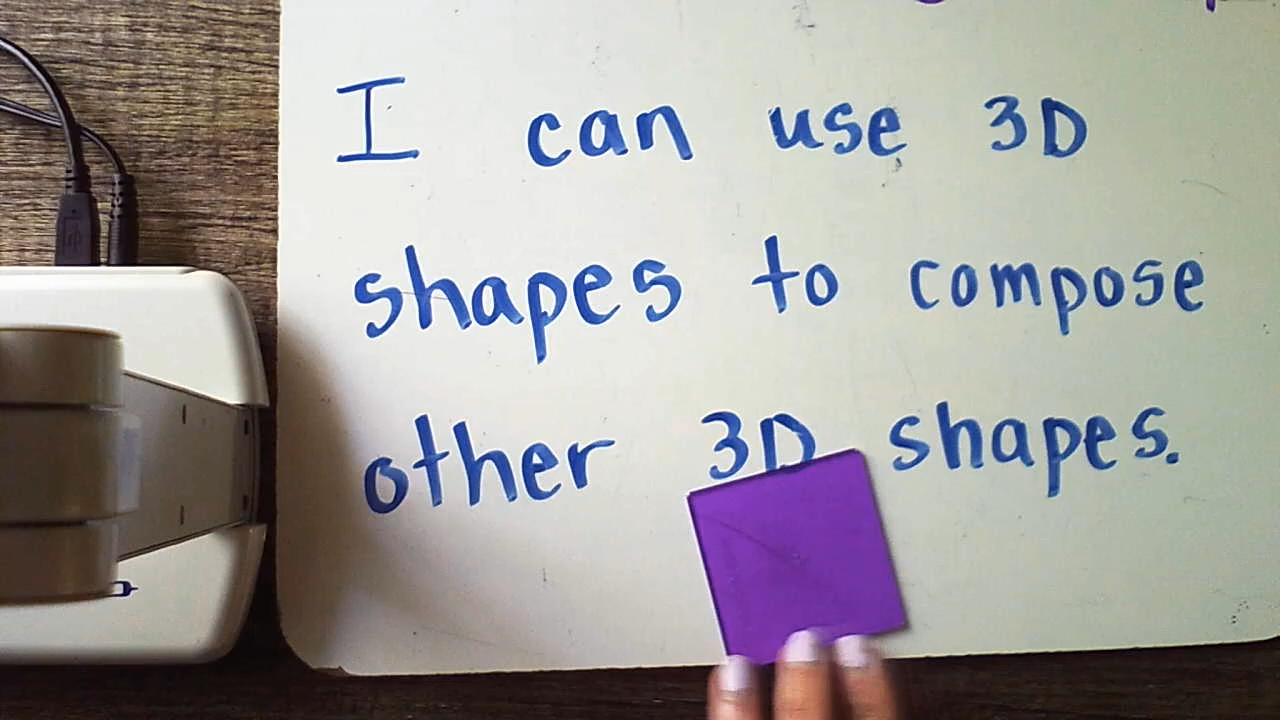 I can use 3D
shapes to compose
other 3D shapes.